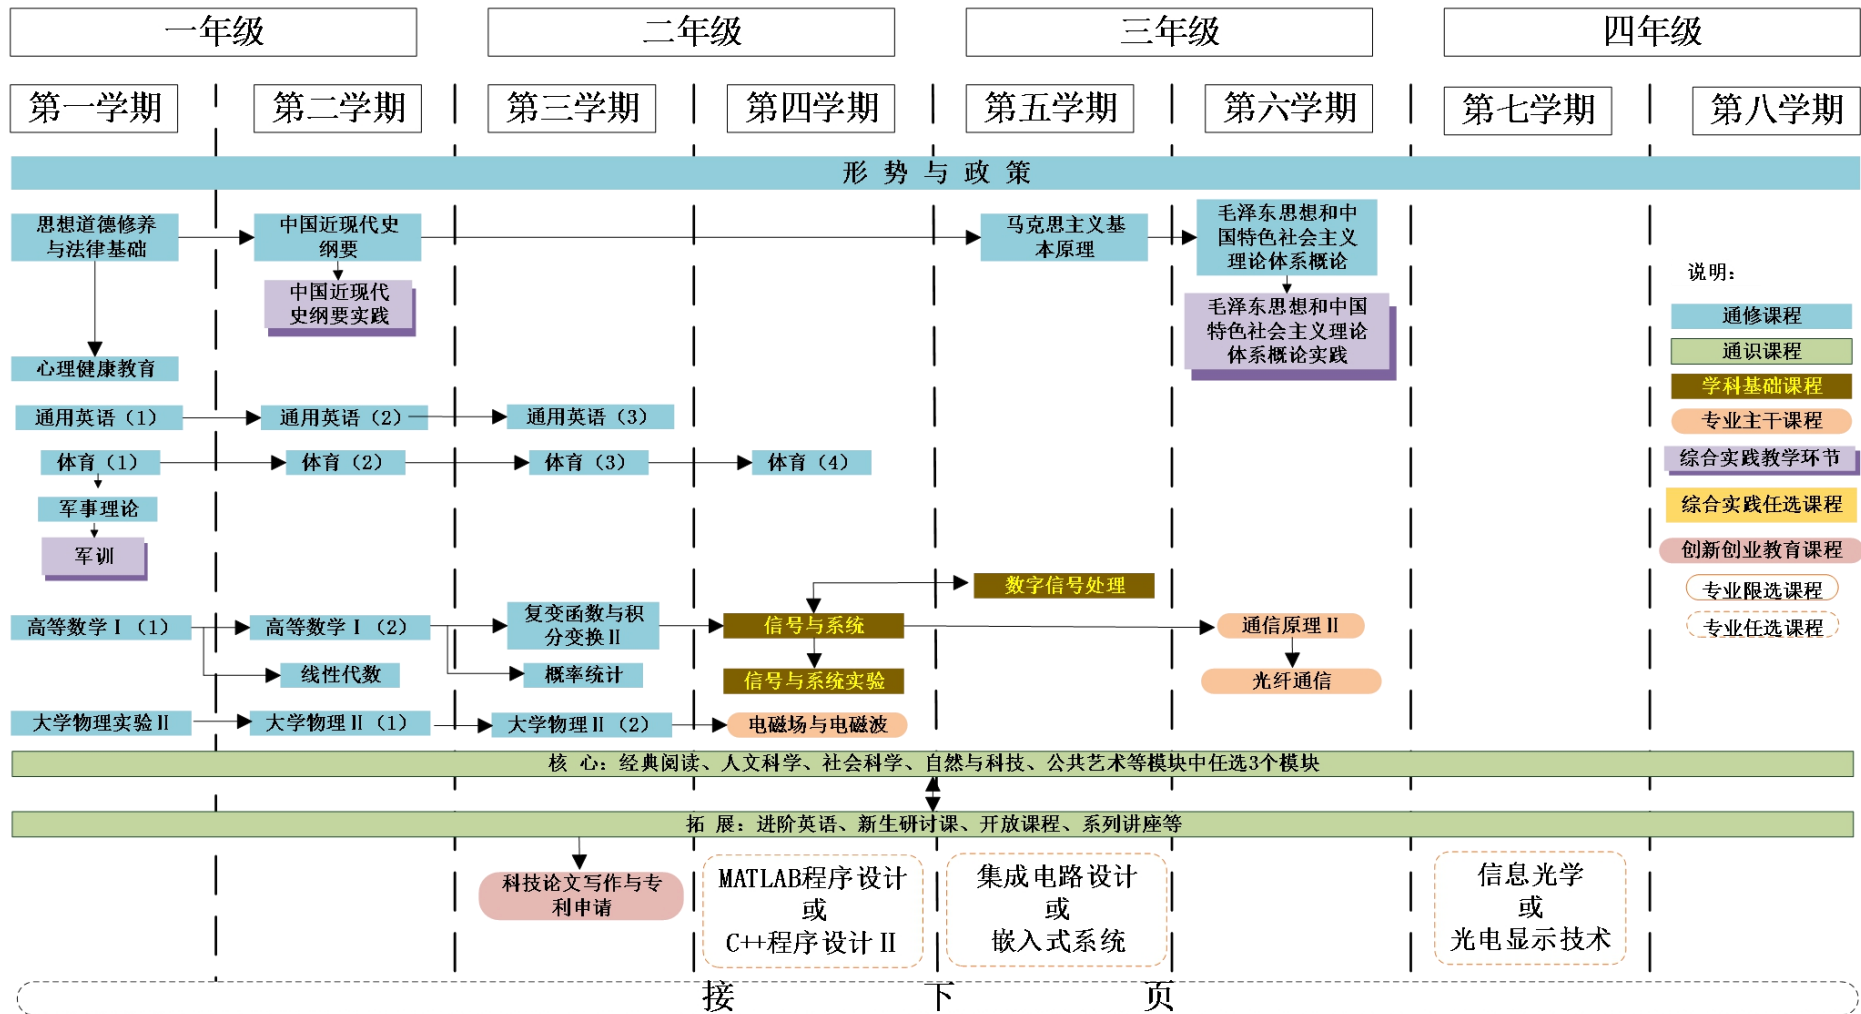 一年级
二年级
三年级
四年级
第一学期
第二学期
第三学期
第四学期
第五学期
第六学期
第七学期
第八学期
形 势 与 政 策
思想道德修养
与法律基础
中国近现代史
纲要
马克思主义基
本原理
毛泽东思想和中
国特色社会主义
理论体系概论
中国近现代
史纲要实践
毛泽东思想和中国
特色社会主义理论
体系概论实践
心理健康教育
通用英语（1）
通用英语（2）
通用英语（3）
体育（1）
体育（2）
体育（3）
体育（4）
军事理论
军训
数字信号处理
高等数学Ⅰ（1）
高等数学Ⅰ（2）
复变函数与积
分变换Ⅱ
信号与系统
通信原理Ⅱ
线性代数
概率统计
信号与系统实验
光纤通信
大学物理实验Ⅱ
大学物理Ⅱ（1）
大学物理Ⅱ（2）
电磁场与电磁波
说明：
通修课程
通识课程
学科基础课程
专业主干课程
综合实践教学环节
综合实践任选课程
创新创业教育课程
专业限选课程
专业任选课程
核 心：经典阅读、人文科学、社会科学、自然与科技、公共艺术等模块中任选3个模块
拓 展：进阶英语、新生研讨课、开放课程、系列讲座等
科技论文写作与专
利申请
MATLAB程序设计
或
C++程序设计Ⅱ
集成电路设计
或
嵌入式系统
信息光学
或
光电显示技术
接 下 页